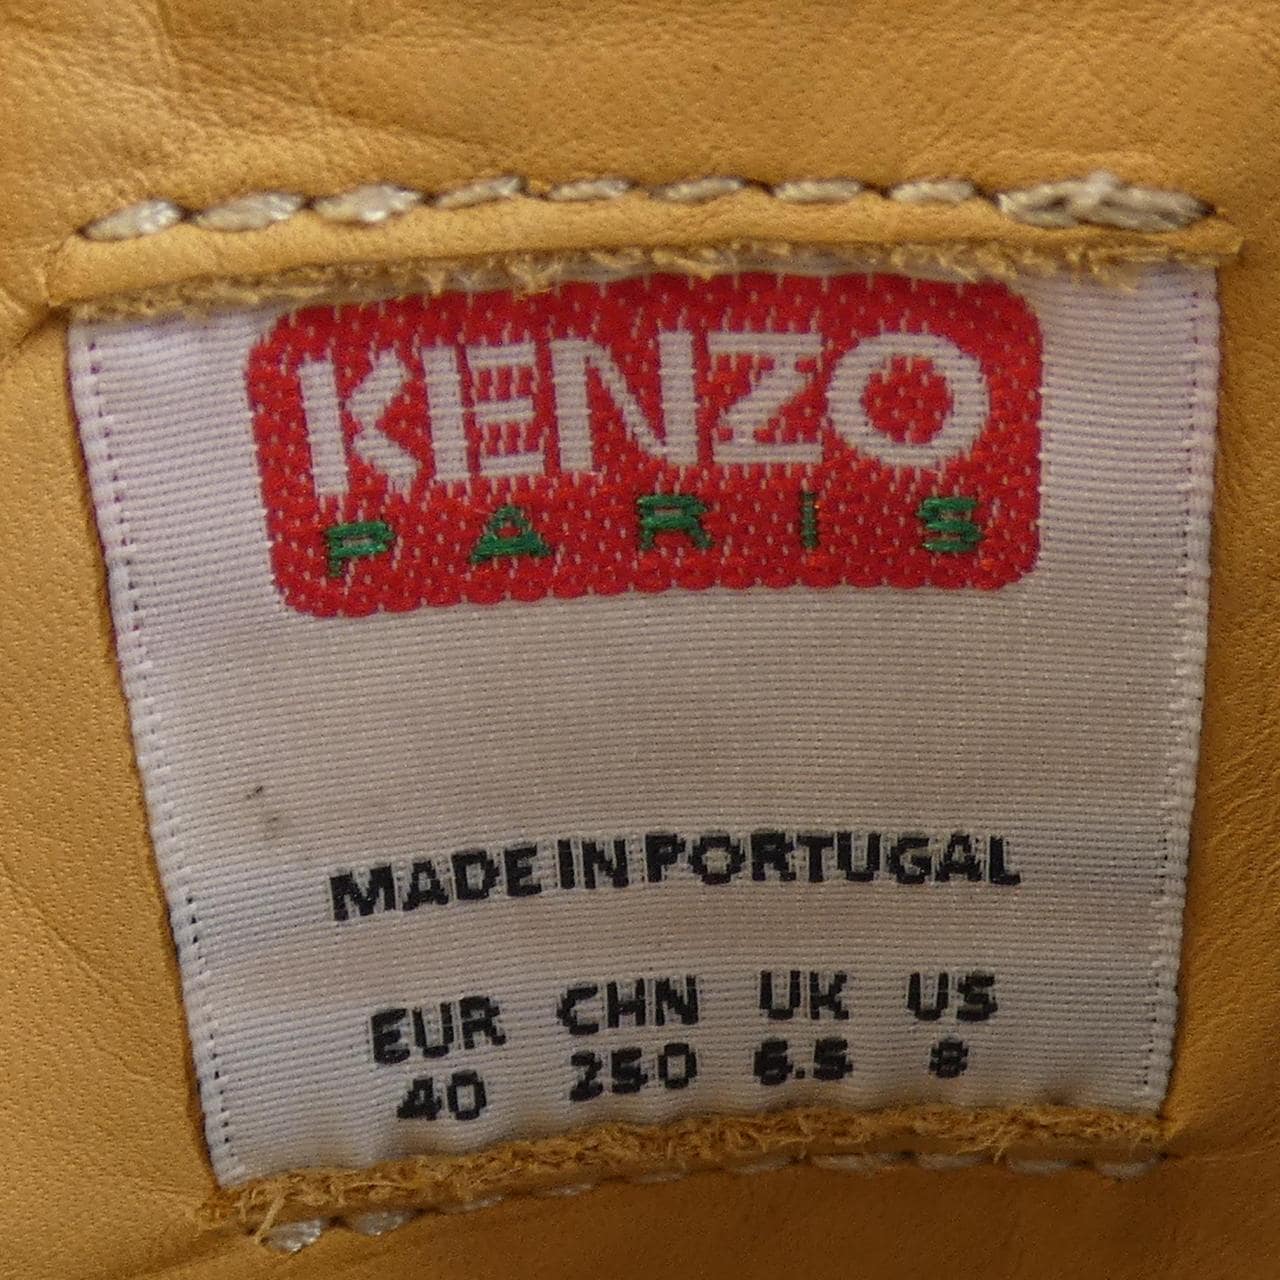 KENZO
PARIS
MADE IN PORTUGAL
EUR CHN UK US
40 250 6.5 8